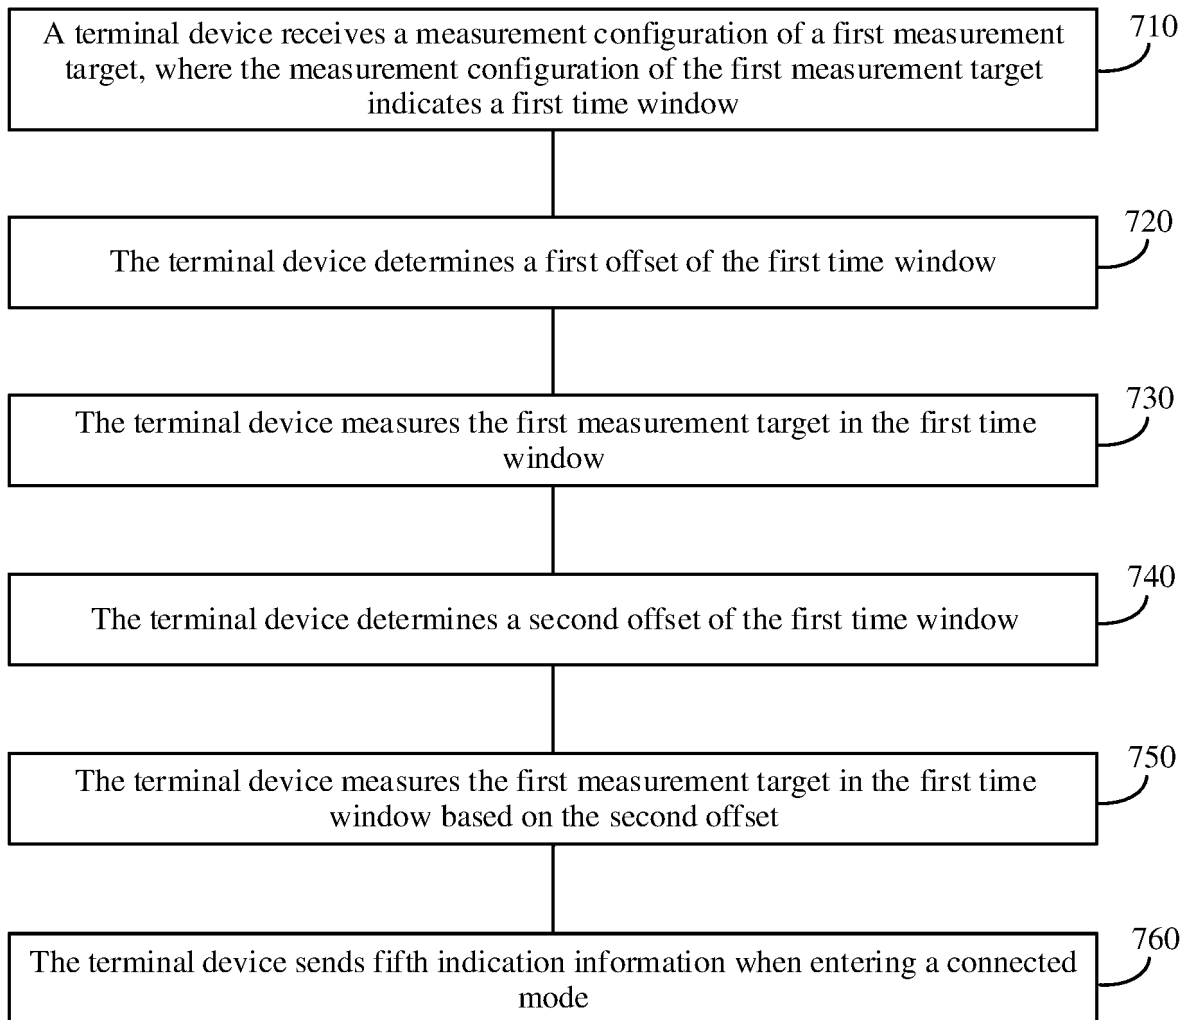 A terminal device receives a measurement configuration of a first measurement
target, where the measurement configuration of the first measurement target
indicates a first time window
710
The terminal device determines a first offset of the first time window
720
The terminal device measures the first measurement target in the first time
window
730
The terminal device determines a second offset of the first time window
740
The terminal device measures the first measurement target in the first time
window based on the second offset
750
The terminal device sends fifth indication information when entering a connected
mode
760